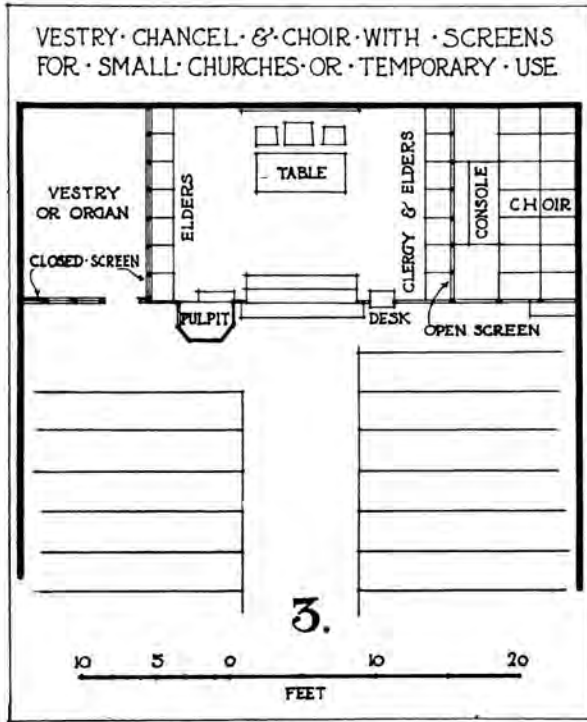 VESTRY·CHANCEL·&·CHOIR·WITH·SCREENS
FOR·SMALL·CHURCHES·OR·TEMPORARY·USE
VESTRY
OR ORGAN
CLOSED·SCREEN
ELDERS
TABLE
CLERGY & ELDERS
CONSOLE
CHOIR
PULPIT
DESK
OPEN SCREEN
3.
10 5 0 10 20
FEET